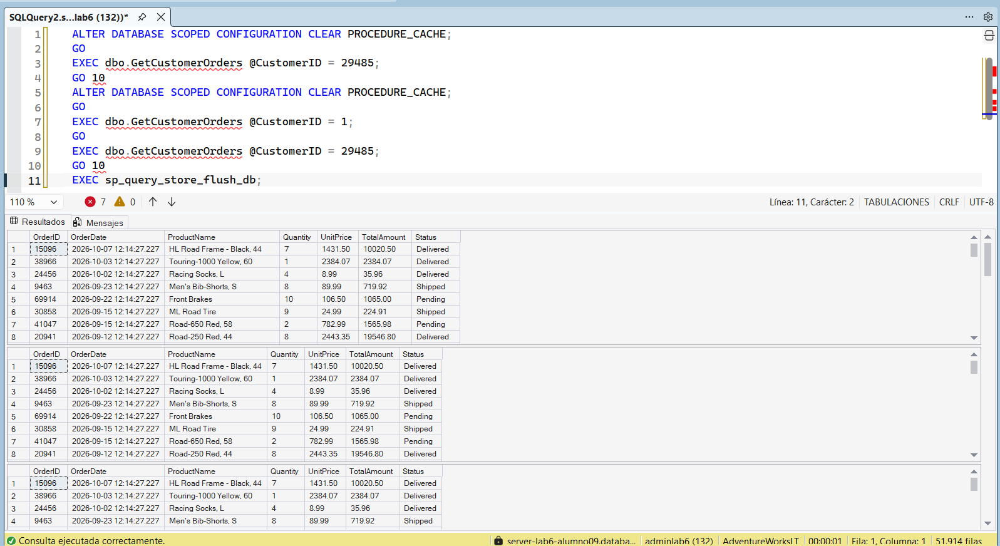 SQLQuery2.s...lab6 (132))*
1 ALTER DATABASE SCOPED CONFIGURATION CLEAR PROCEDURE_CACHE;
2 GO
3 EXEC dbo.GetCustomerOrders @CustomerID = 29485;
4 GO 10
5 ALTER DATABASE SCOPED CONFIGURATION CLEAR PROCEDURE_CACHE;
6 GO
7 EXEC dbo.GetCustomerOrders @CustomerID = 1;
8 GO
9 EXEC dbo.GetCustomerOrders @CustomerID = 29485;
10 GO 10
11 EXEC sp_query_store_flush_db;
110 % 7 0 Línea: 11, Carácter: 2 TABULACIONES CRLF UTF-8
Resultados Mensajes
OrderID OrderDate ProductName Quantity UnitPrice TotalAmount Status
1 15096 2026-10-07 12:14:27.227 HL Road Frame - Black, 44 7 1431.50 10020.50 Delivered
2 38966 2026-10-03 12:14:27.227 Touring-1000 Yellow, 60 1 2384.07 2384.07 Delivered
3 24456 2026-10-02 12:14:27.227 Racing Socks, L 4 8.99 35.96 Delivered
4 9463 2026-09-23 12:14:27.227 Men's Bib-Shorts, S 8 89.99 719.92 Shipped
5 69914 2026-09-22 12:14:27.227 Front Brakes 10 106.50 1065.00 Pending
6 30858 2026-09-15 12:14:27.227 ML Road Tire 9 24.99 224.91 Shipped
7 41047 2026-09-15 12:14:27.227 Road-650 Red, 58 2 782.99 1565.98 Pending
8 20941 2026-09-12 12:14:27.227 Road-250 Red, 44 8 2443.35 19546.80 Delivered
OrderID OrderDate ProductName Quantity UnitPrice TotalAmount Status
1 15096 2026-10-07 12:14:27.227 HL Road Frame - Black, 44 7 1431.50 10020.50 Delivered
2 38966 2026-10-03 12:14:27.227 Touring-1000 Yellow, 60 1 2384.07 2384.07 Delivered
3 24456 2026-10-02 12:14:27.227 Racing Socks, L 4 8.99 35.96 Delivered
4 9463 2026-09-23 12:14:27.227 Men's Bib-Shorts, S 8 89.99 719.92 Shipped
5 69914 2026-09-22 12:14:27.227 Front Brakes 10 106.50 1065.00 Pending
6 30858 2026-09-15 12:14:27.227 ML Road Tire 9 24.99 224.91 Shipped
7 41047 2026-09-15 12:14:27.227 Road-650 Red, 58 2 782.99 1565.98 Pending
8 20941 2026-09-12 12:14:27.227 Road-250 Red, 44 8 2443.35 19546.80 Delivered
OrderID OrderDate ProductName Quantity UnitPrice TotalAmount Status
1 15096 2026-10-07 12:14:27.227 HL Road Frame - Black, 44 7 1431.50 10020.50 Delivered
2 38966 2026-10-03 12:14:27.227 Touring-1000 Yellow, 60 1 2384.07 2384.07 Delivered
3 24456 2026-10-02 12:14:27.227 Racing Socks, L 4 8.99 35.96 Delivered
4 9463 2026-09-23 12:14:27.227 Men's Bib-Shorts, S 8 89.99 719.92 Shipped
Consulta ejecutada correctamente. server-lab6-alumno09.databa... adminlab6 (132) AdventureWorksLT 00:00:01 Fila: 1, Columna: 1 51.914 filas